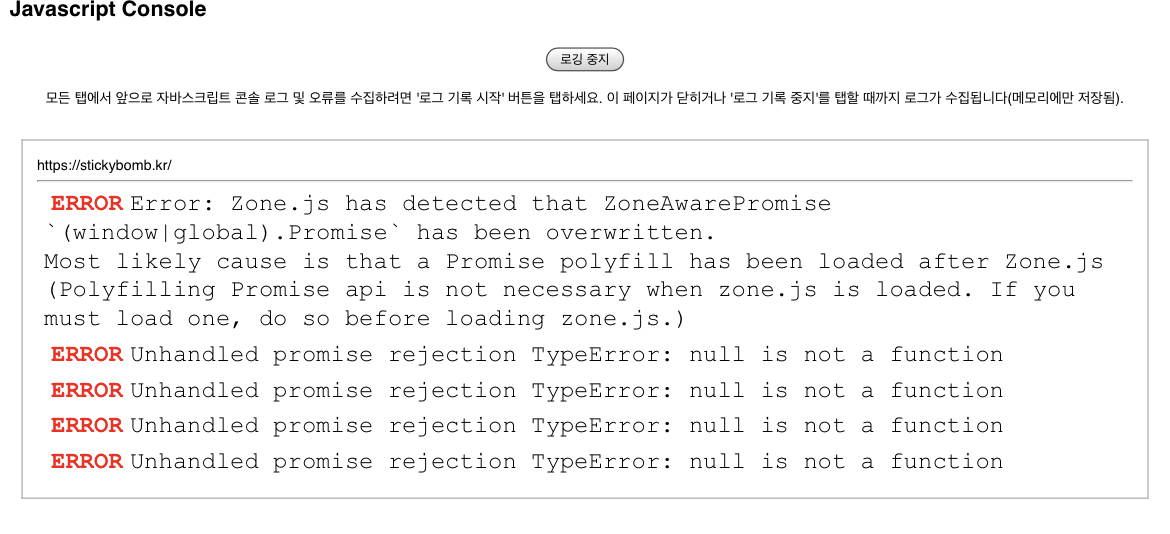 Javascript Console
로깅 중지
모든 탭에서 앞으로 자바스크립트 콘솔 로그 및 오류를 수집하려면 '로그 기록 시작' 버튼을 탭하세요. 이 페이지가 닫히거나 '로그 기록 중지'를 탭할 때까지 로그가 수집됩니다(메모리에만 저장됨).
https://stickybomb.kr/
ERROR Error: Zone.js has detected that ZoneAwarePromise
`(window|global).Promise` has been overwritten.
Most likely cause is that a Promise polyfill has been loaded after Zone.js
(Polyfilling Promise api is not necessary when zone.js is loaded. If you
must load one, do so before loading zone.js.)
ERROR Unhandled promise rejection TypeError: null is not a function
ERROR Unhandled promise rejection TypeError: null is not a function
ERROR Unhandled promise rejection TypeError: null is not a function
ERROR Unhandled promise rejection TypeError: null is not a function